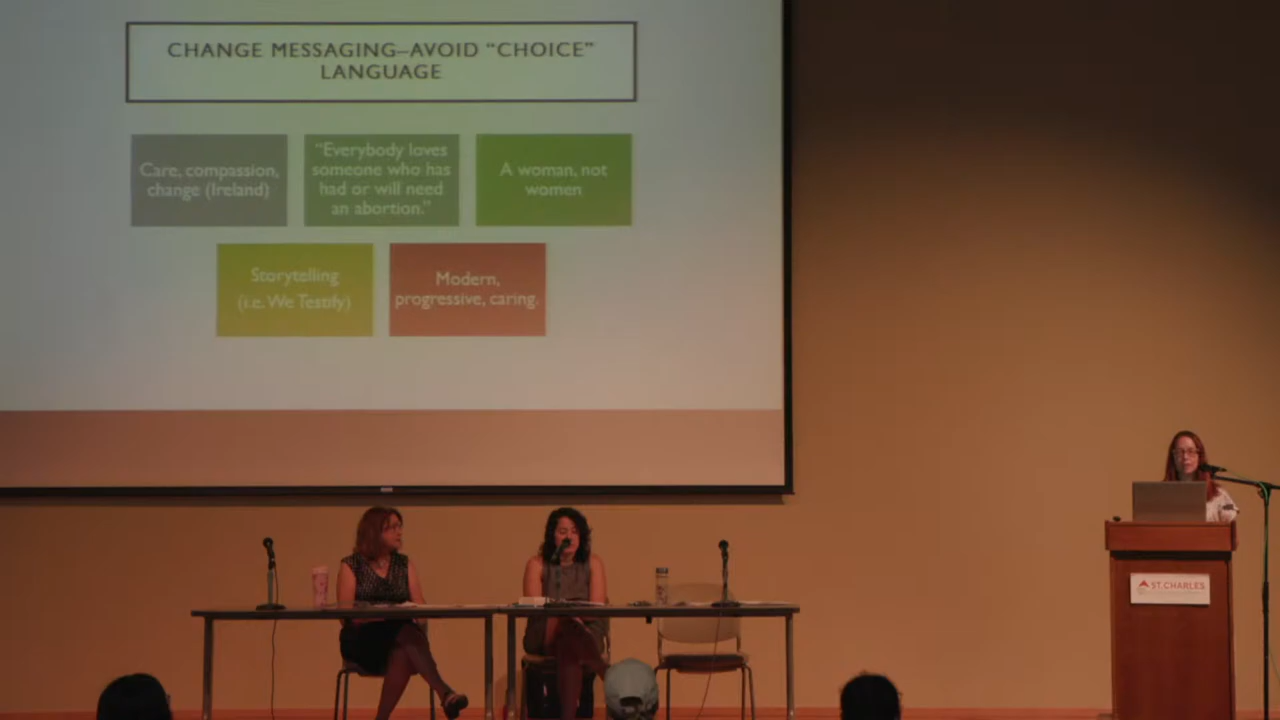 CHANGE MESSAGING–AVOID “CHOICE”
LANGUAGE
Care, compassion,
change (Ireland)
“Everybody loves
someone who has
had or will need
an abortion.”
A woman, not
women
Storytelling
(i.e. We Testify)
Modern,
progressive, caring.
ST. CHARLES